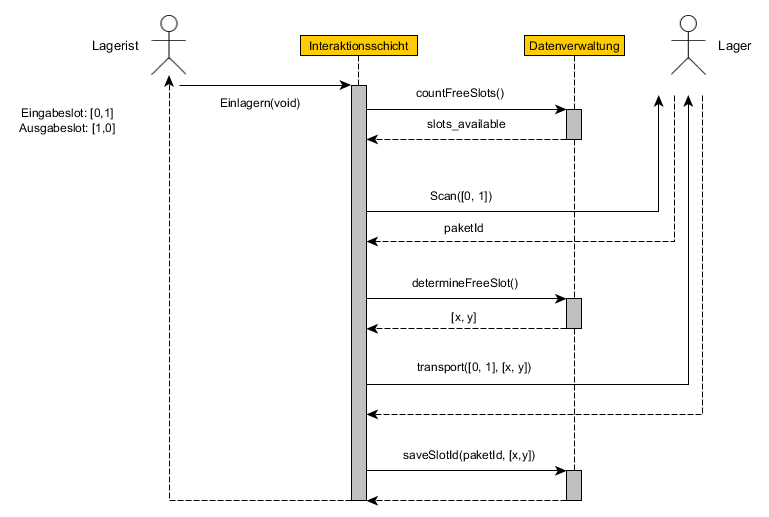 Lagerist
Interaktionsschicht
Datenverwaltung
Lager
Einlagern(void)
Eingabeslot: [0,1]
Ausgabeslot: [1,0]
countFreeSlots()
slots_available
Scan([0, 1])
paketId
determineFreeSlot()
[x, y]
transport([0, 1], [x, y])
saveSlotId(paketId, [x,y])